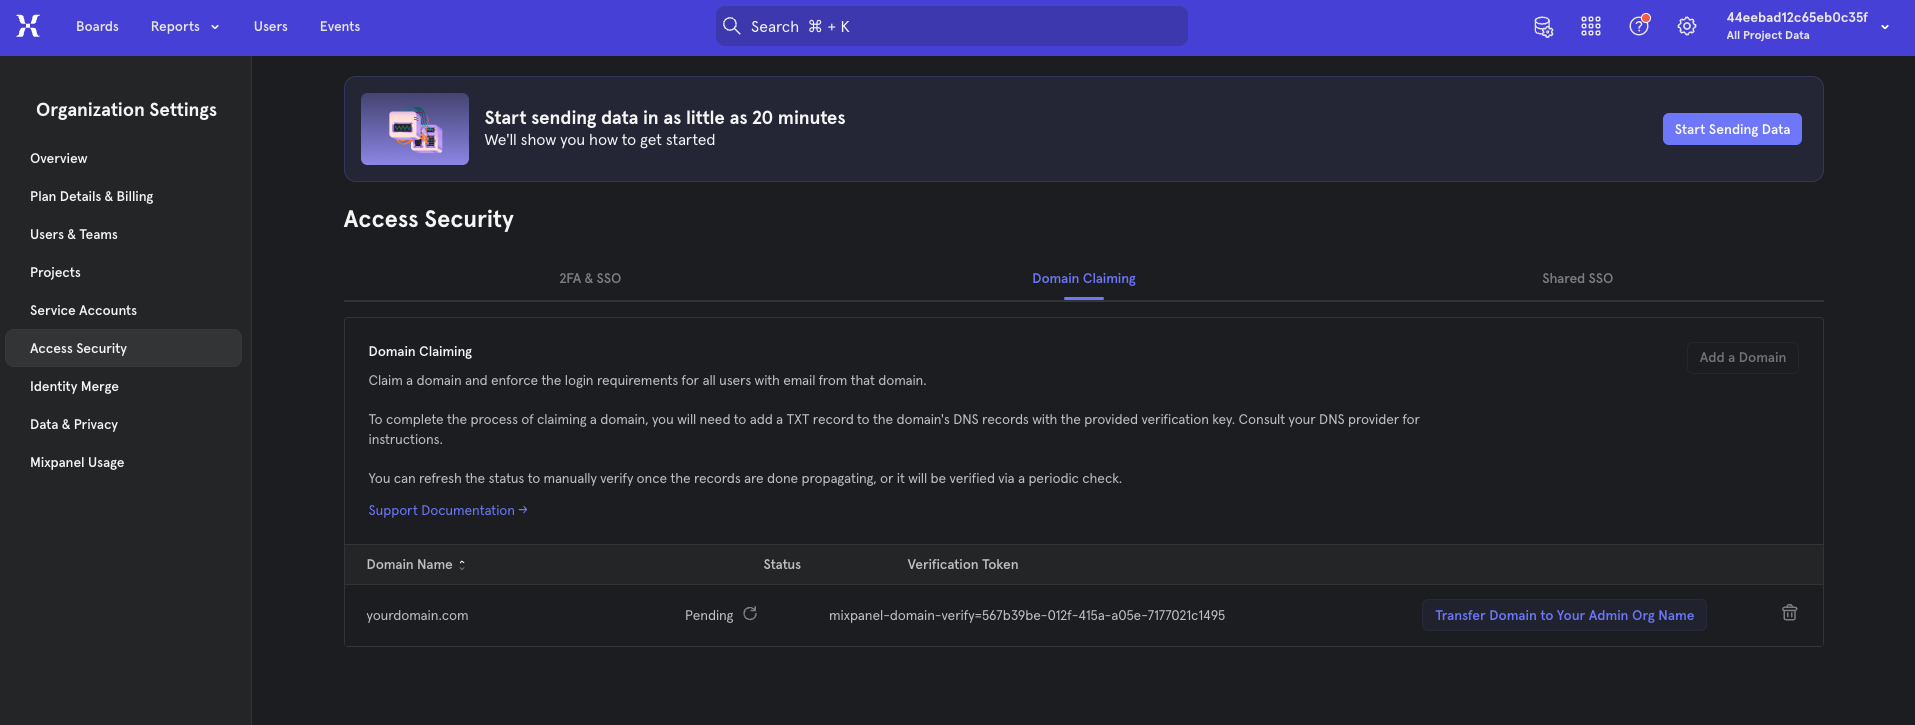 Boards
Reports
Users
Events
Search ⌘ + K
44eebad12c65eb0c35f
All Project Data
Organization Settings
Overview
Plan Details & Billing
Users & Teams
Projects
Service Accounts
Access Security
Identity Merge
Data & Privacy
Mixpanel Usage
Start sending data in as little as 20 minutes
We'll show you how to get started
Start Sending Data
Access Security
2FA & SSO
Domain Claiming
Shared SSO
Domain Claiming
Add a Domain
Claim a domain and enforce the login requirements for all users with email from that domain.
To complete the process of claiming a domain, you will need to add a TXT record to the domain's DNS records with the provided verification key. Consult your DNS provider for
instructions.
You can refresh the status to manually verify once the records are done propagating, or it will be verified via a periodic check.
Support Documentation →
Domain Name
Status
Verification Token
yourdomain.com
Pending
mixpanel-domain-verify=567b39be-012f-415a-a05e-7177021c1495
Transfer Domain to Your Admin Org Name